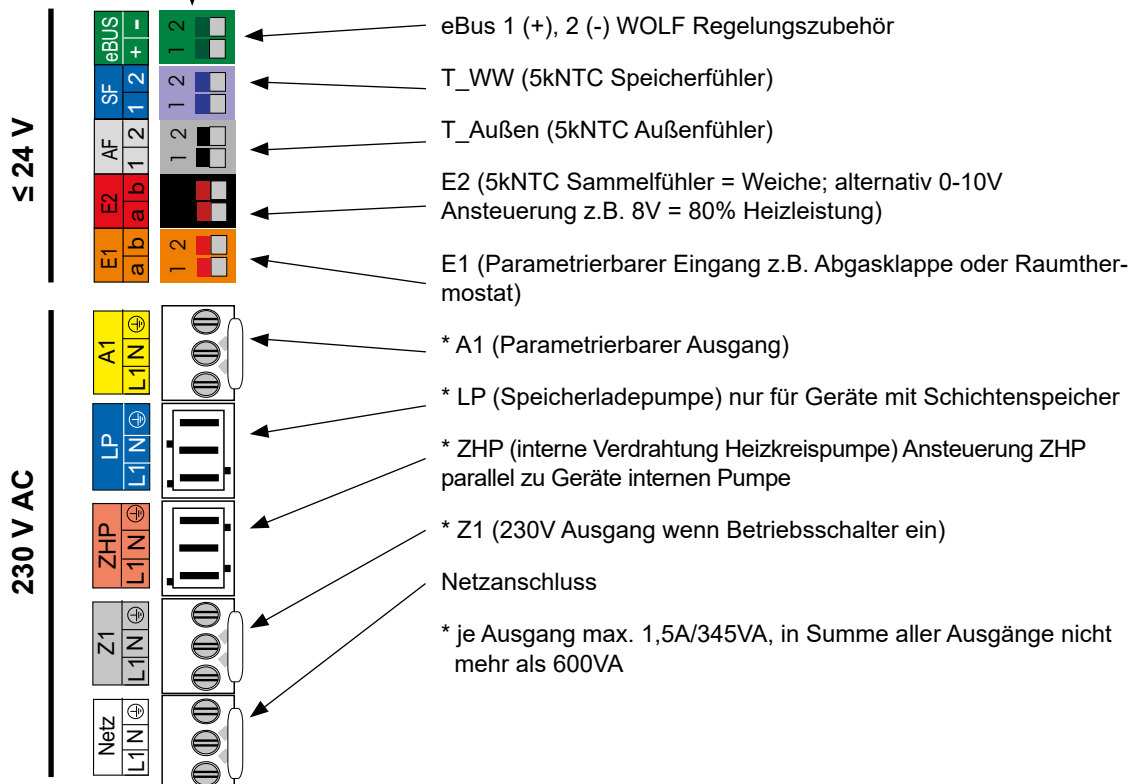 ≤ 24 V
eBUS
+ -
1 2
eBus 1 (+), 2 (-) WOLF Regelungszubehör
SF
1 2
1 2
T_WW (5kNTC Speicherfühler)
AF
1 2
1 2
T_Außen (5kNTC Außenfühler)
E2
a b
E2 (5kNTC Sammelfühler = Weiche; alternativ 0-10V
Ansteuerung z.B. 8V = 80% Heizleistung)
E1
a b
1 2
E1 (Parametrierbarer Eingang z.B. Abgasklappe oder Raumther-
mostat)
230 V AC
A1
L1 N
* A1 (Parametrierbarer Ausgang)
LP
L1 N
* LP (Speicherladepumpe) nur für Geräte mit Schichtenspeicher
ZHP
L1 N
* ZHP (interne Verdrahtung Heizkreispumpe) Ansteuerung ZHP
parallel zu Geräte internen Pumpe
Z1
L1 N
* Z1 (230V Ausgang wenn Betriebsschalter ein)
Netz
L1 N
Netzanschluss
* je Ausgang max. 1,5A/345VA, in Summe aller Ausgänge nicht
mehr als 600VA